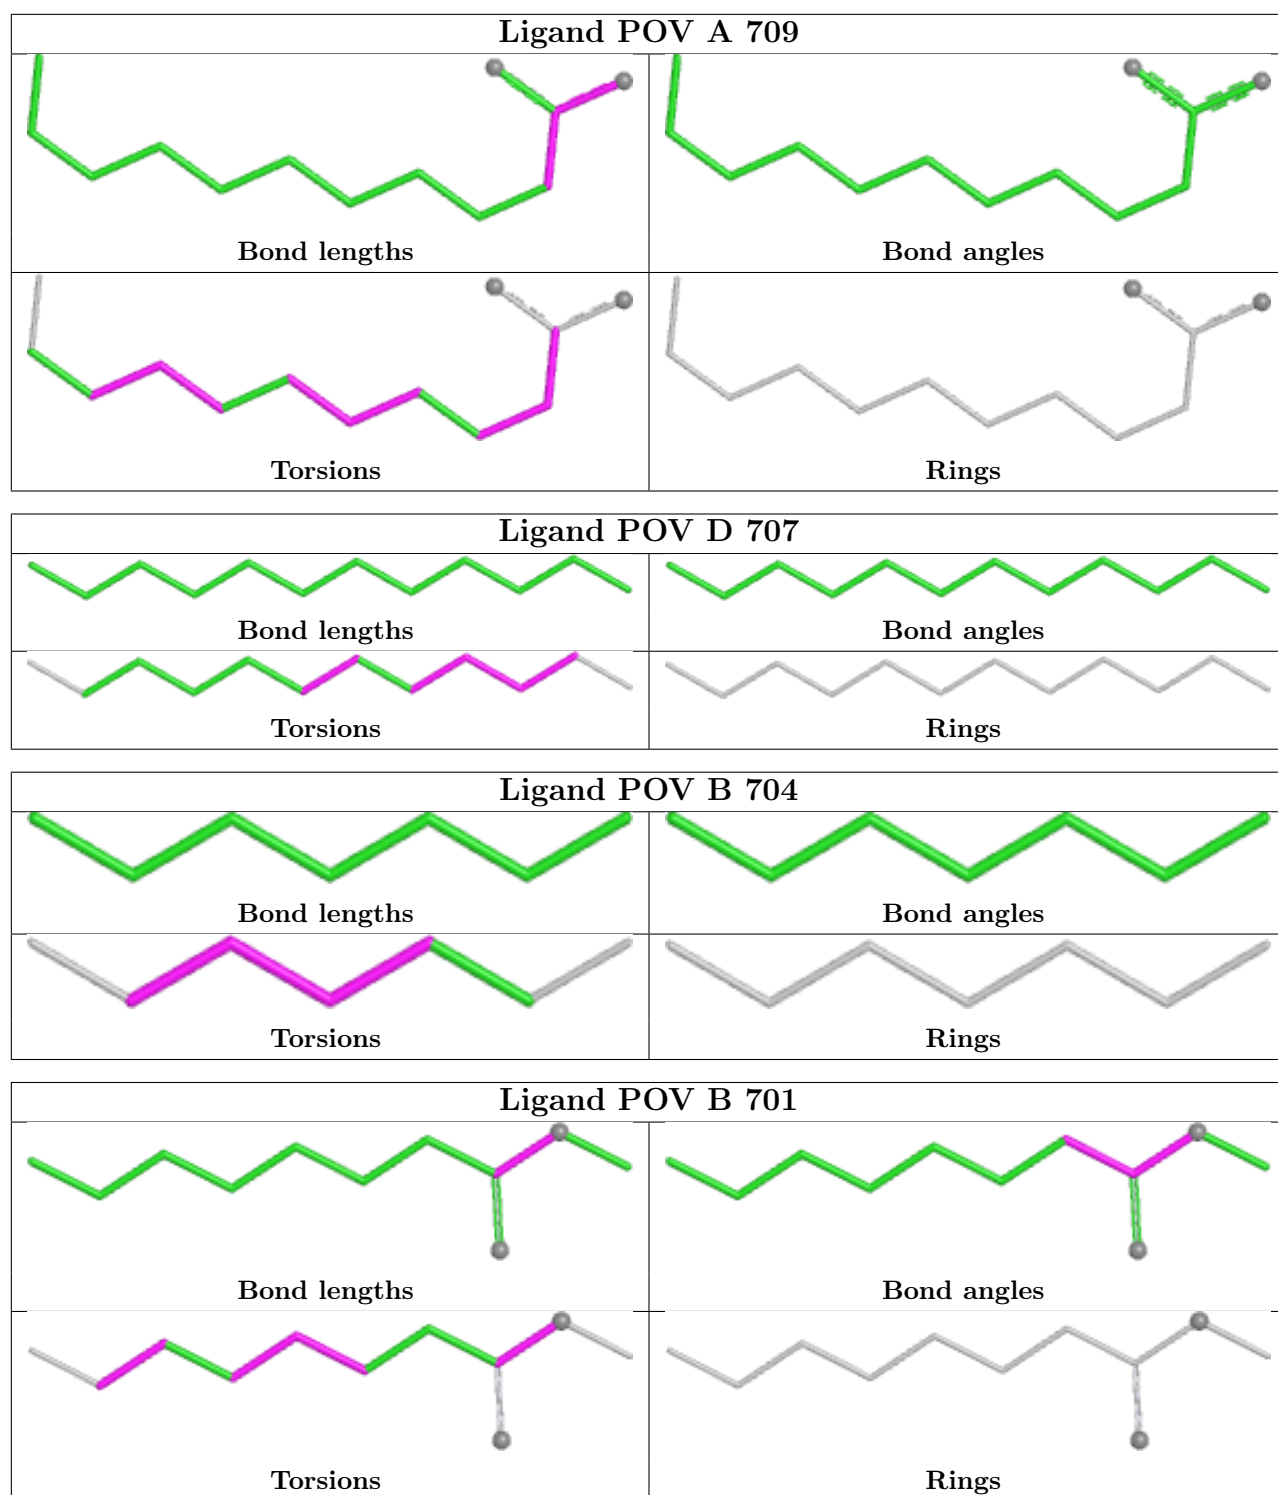 Ligand POV A 709
Bond lengths
Bond angles
Torsions
Rings
Ligand POV D 707
Bond lengths
Bond angles
Torsions
Rings
Ligand POV B 704
Bond lengths
Bond angles
Torsions
Rings
Ligand POV B 701
Bond lengths
Bond angles
Torsions
Rings